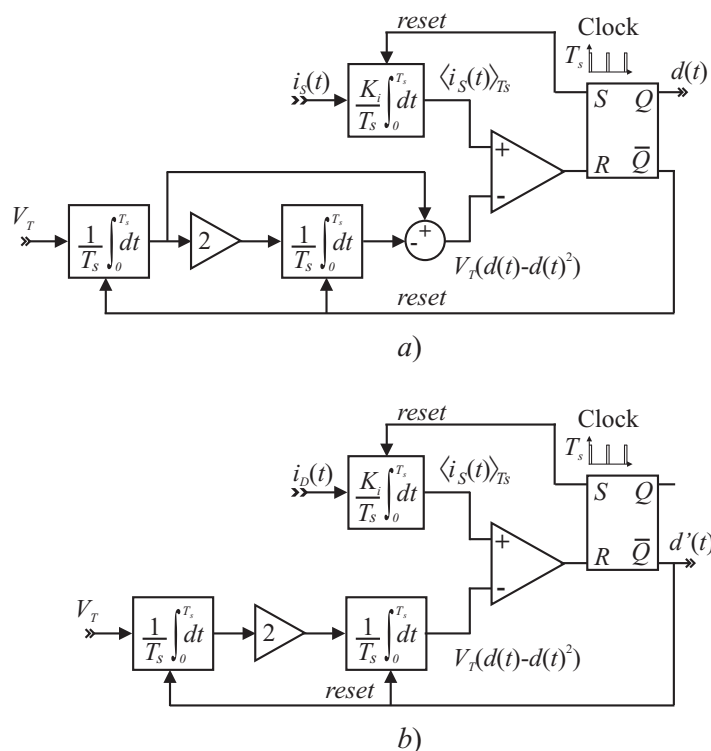 reset
Clock
T_s
i_S(t)
K_i/T_s ∫_0^{T_s} dt
⟨i_S(t)⟩_{Ts}
d(t)
S Q
+
R Q̅
-
V_T
1/T_s ∫_0^{T_s} dt
2
1/T_s ∫_0^{T_s} dt
- +
V_T(d(t)-d(t)^2)
reset
a)
reset
Clock
T_s
i_D(t)
K_i/T_s ∫_0^{T_s} dt
⟨i_S(t)⟩_{Ts}
S Q
+
R Q̅
d'(t)
-
V_T
1/T_s ∫_0^{T_s} dt
2
1/T_s ∫_0^{T_s} dt
V_T(d(t)-d(t)^2)
reset
b)